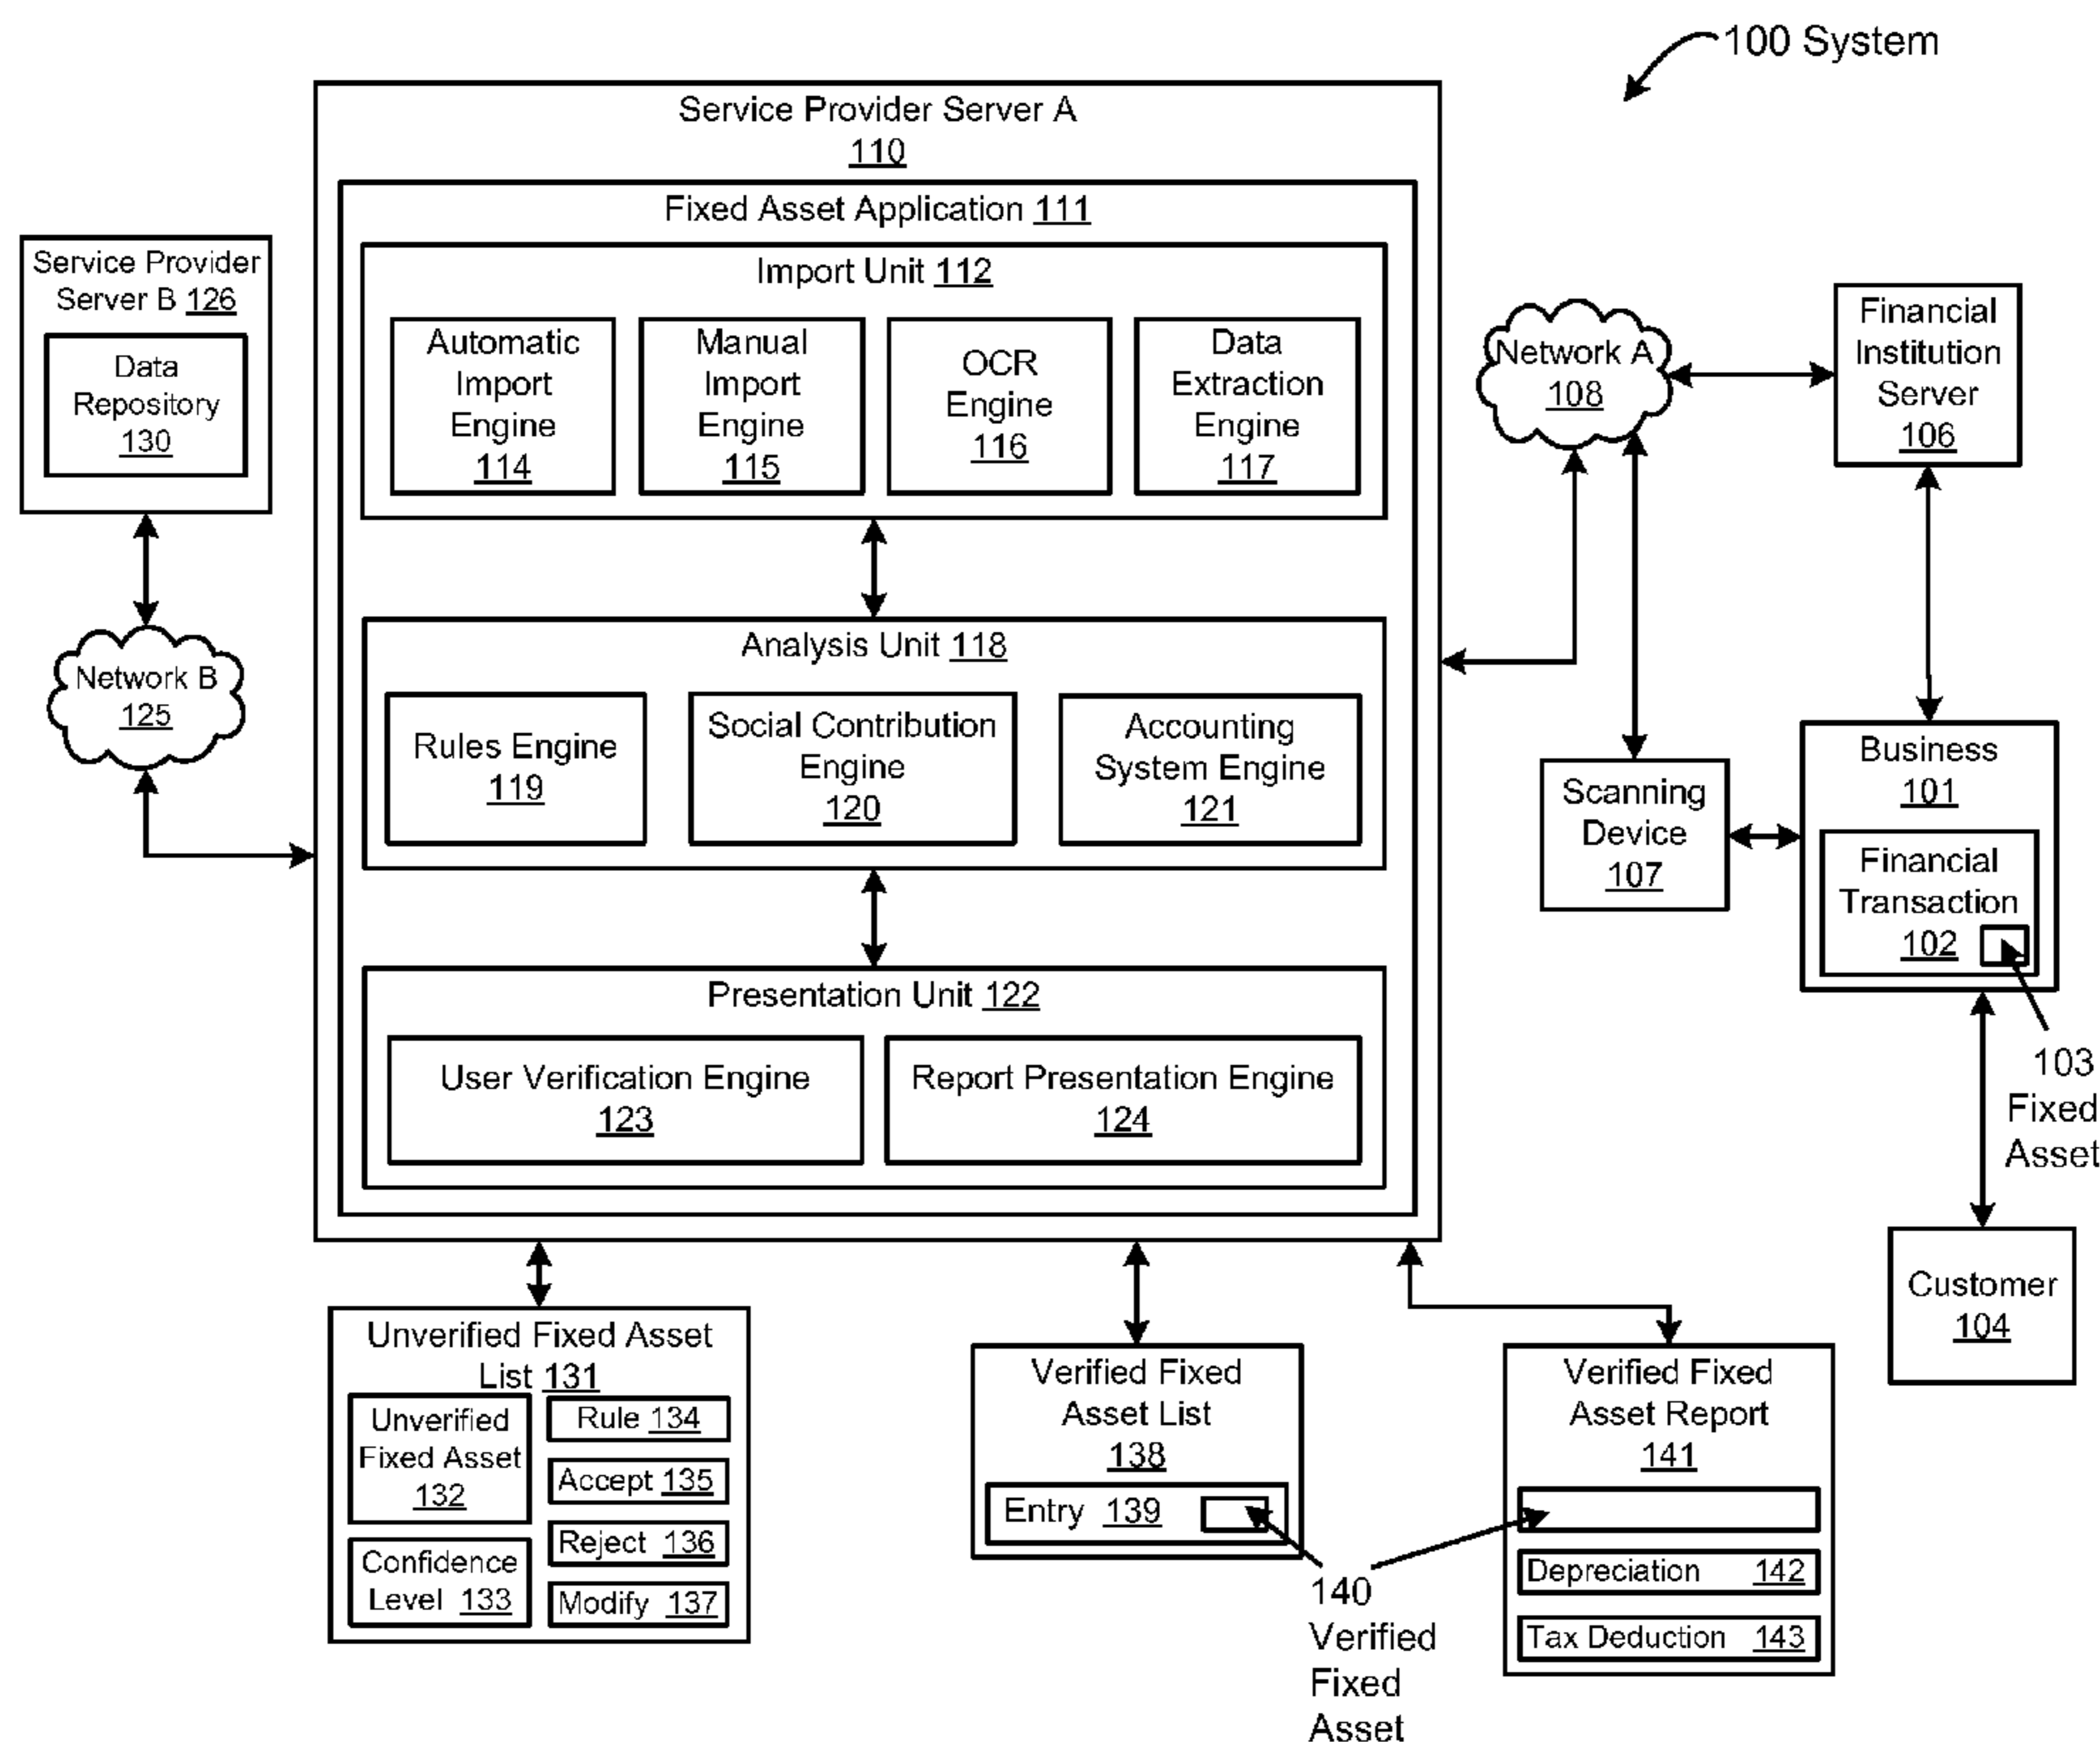 100 System
Service Provider Server A
110
Fixed Asset Application 111
Import Unit 112
Automatic
Import
Engine
114
Manual
Import
Engine
115
OCR
Engine
116
Data
Extraction
Engine
117
Analysis Unit 118
Rules Engine
119
Social Contribution
Engine
120
Accounting
System Engine
121
Presentation Unit 122
User Verification Engine
123
Report Presentation Engine
124
Service Provider
Server B 126
Data
Repository
130
Network B
125
Network A
108
Financial
Institution
Server
106
Scanning
Device
107
Business
101
Financial
Transaction
102
103
Fixed
Asset
Customer
104
Unverified Fixed Asset
List 131
Unverified
Fixed Asset
132
Confidence
Level 133
Rule 134
Accept 135
Reject 136
Modify 137
Verified Fixed
Asset List
138
Entry 139
140
Verified
Fixed
Asset
Verified Fixed
Asset Report
141
Depreciation 142
Tax Deduction 143